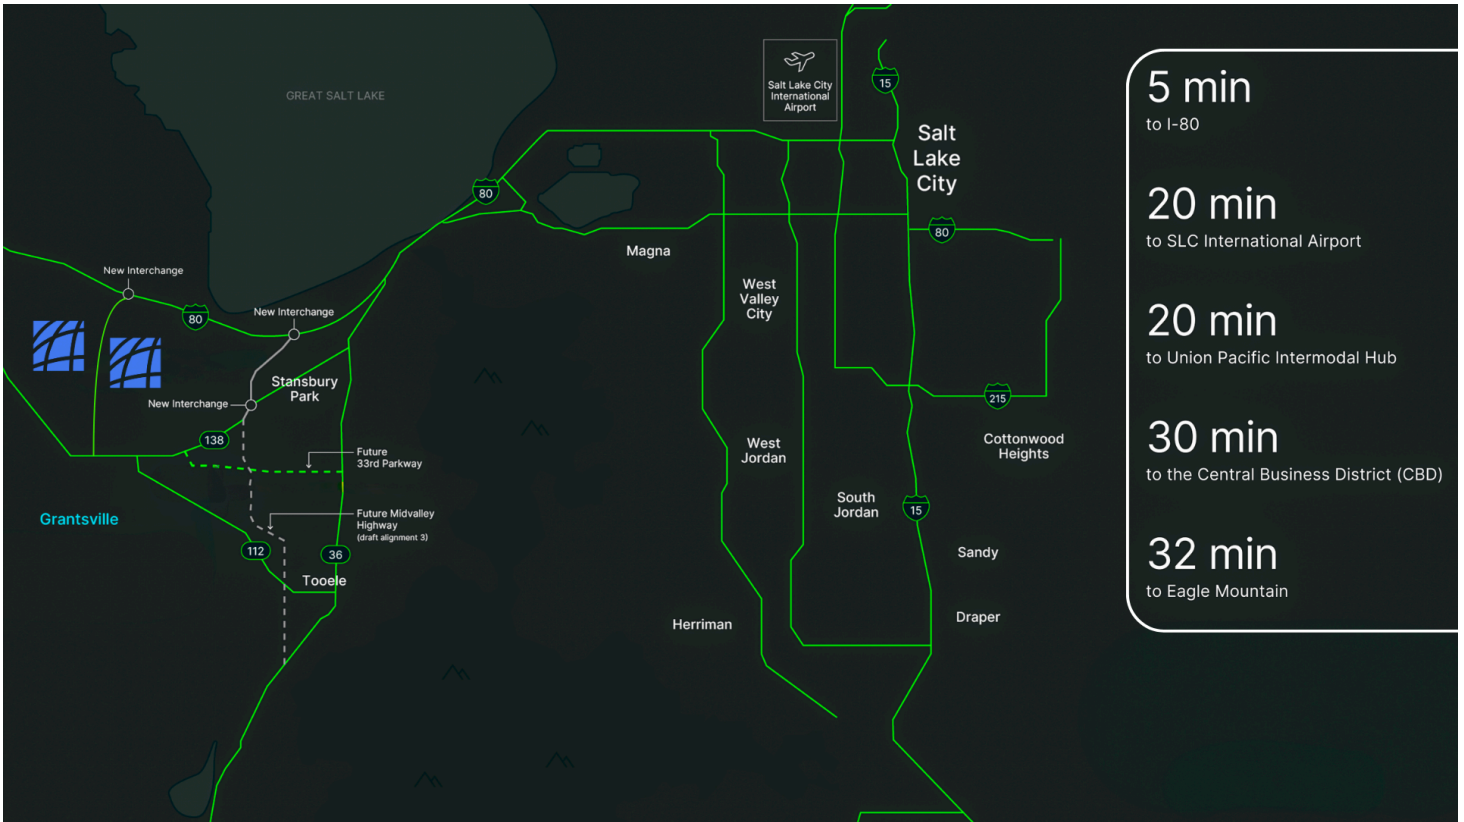 GREAT SALT LAKE
Salt Lake City
International
Airport
15
Salt
Lake
City
80
80
Magna
New Interchange
80
New Interchange
West
Valley
City
Stansbury
Park
New Interchange
215
138
Future
33rd Parkway
West
Jordan
Cottonwood
Heights
Grantsville
Future Midvalley
Highway
(draft alignment 3)
South
Jordan
15
112
36
Tooele
Sandy
Herriman
Draper
5 min
to I-80
20 min
to SLC International Airport
20 min
to Union Pacific Intermodal Hub
30 min
to the Central Business District (CBD)
32 min
to Eagle Mountain